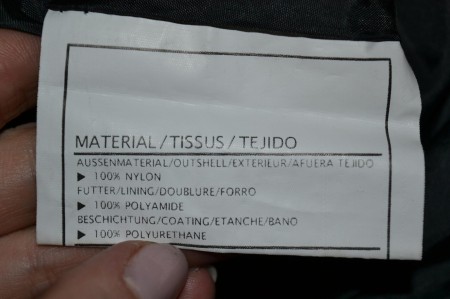 MATERIAL/TISSUS/TEJIDO
AUSSENMATERIAL/OUTSHELL/EXTERIEUR/AFUERA TEJIDO
▶ 100% NYLON
FUTTER/LINING/DOUBLURE/FORRO
▶ 100% POLYAMIDE
BESCHICHTUNG/COATING/ETANCHE/BANO
▶ 100% POLYURETHANE